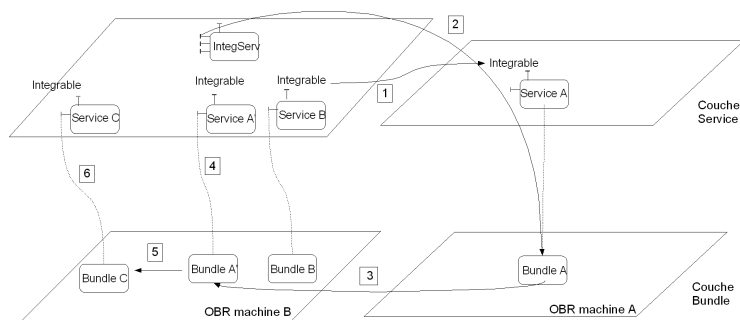 2
IntegServ
Integrable
Integrable
Integrable
Integrable
1
Service C
Service A'
Service B
Service A
Couche
Service
6
4
5
3
Bundle C
Bundle A'
Bundle B
Bundle A
OBR machine B
OBR machine A
Couche
Bundle